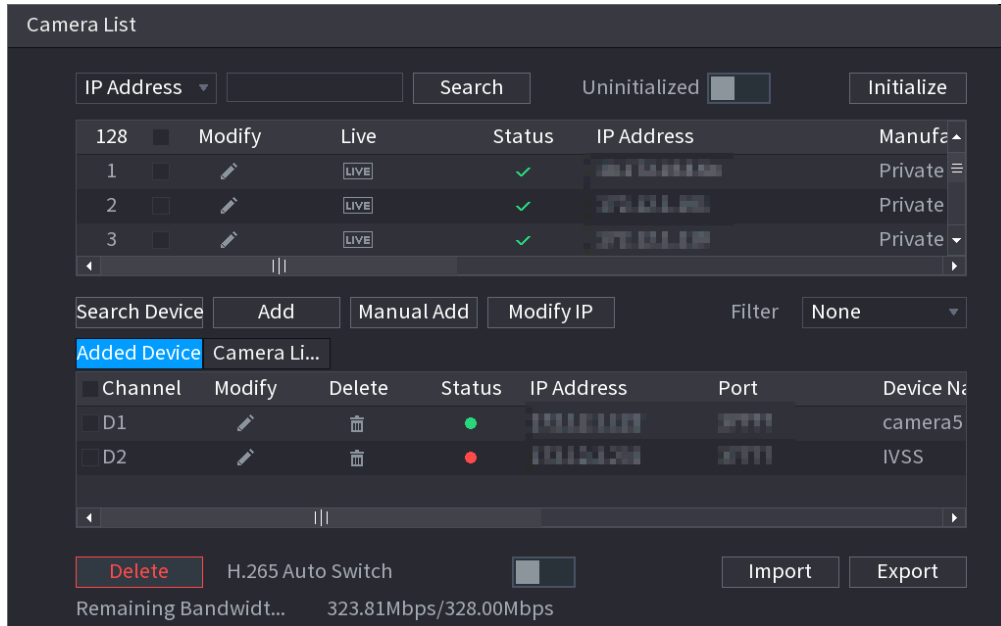 Camera List
IP Address Search Uninitialized Initialize
128 Modify Live Status IP Address Manufa
1 LIVE Private
2 LIVE Private
3 LIVE Private
Search Device Add Manual Add Modify IP Filter None
Added Device Camera Li...
Channel Modify Delete Status IP Address Port Device Na
D1 camera5
D2 IVSS
Delete H.265 Auto Switch Import Export
Remaining Bandwidt... 323.81Mbps/328.00Mbps